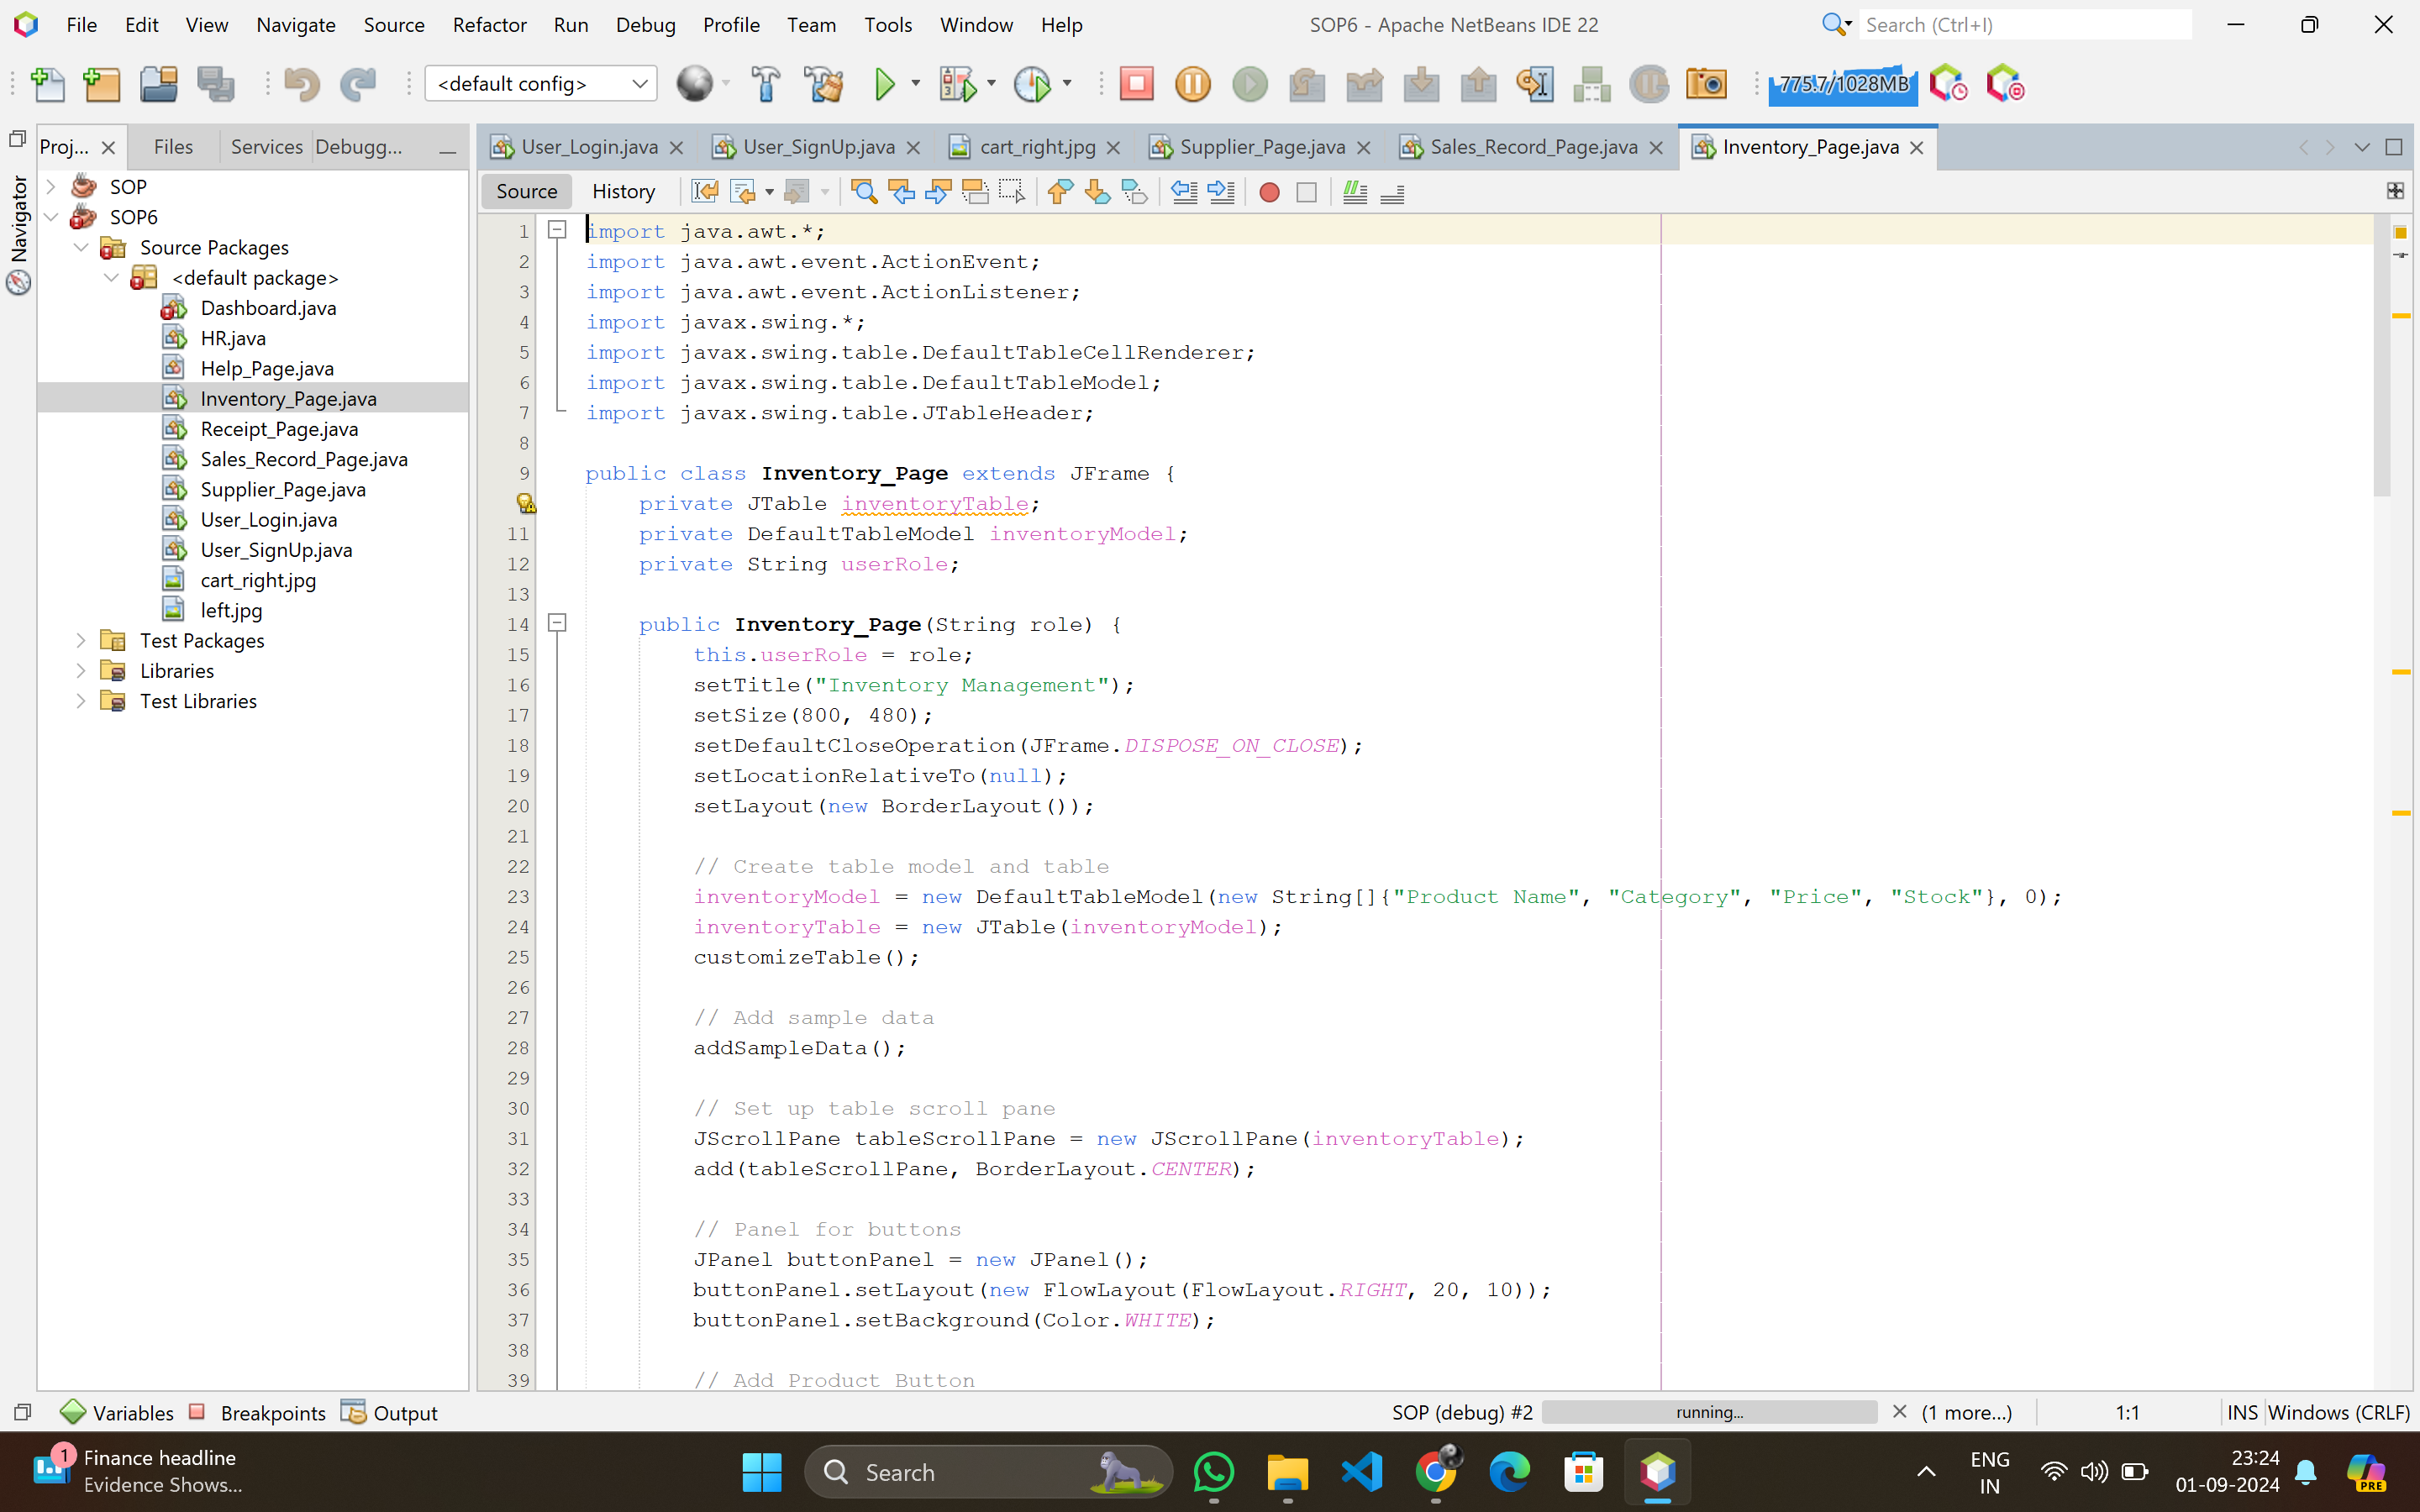 File Edit View Navigate Source Refactor Run Debug Profile Team Tools Window Help
SOP6 - Apache NetBeans IDE 22
Search (Ctrl+I)
<default config>
775.7/1028MB
Proj... Files Services Debugg...
User_Login.java User_SignUp.java cart_right.jpg Supplier_Page.java Sales_Record_Page.java Inventory_Page.java
Navigator
Source History
SOP
SOP6
Source Packages
<default package>
Dashboard.java
HR.java
Help_Page.java
Inventory_Page.java
Receipt_Page.java
Sales_Record_Page.java
Supplier_Page.java
User_Login.java
User_SignUp.java
cart_right.jpg
left.jpg
Test Packages
Libraries
Test Libraries
1 import java.awt.*;
2 import java.awt.event.ActionEvent;
3 import java.awt.event.ActionListener;
4 import javax.swing.*;
5 import javax.swing.table.DefaultTableCellRenderer;
6 import javax.swing.table.DefaultTableModel;
7 import javax.swing.table.JTableHeader;
8
9 public class Inventory_Page extends JFrame {
private JTable inventoryTable;
11 private DefaultTableModel inventoryModel;
12 private String userRole;
13
14 public Inventory_Page(String role) {
15 this.userRole = role;
16 setTitle("Inventory Management");
17 setSize(800, 480);
18 setDefaultCloseOperation(JFrame.DISPOSE_ON_CLOSE);
19 setLocationRelativeTo(null);
20 setLayout(new BorderLayout());
21
22 // Create table model and table
23 inventoryModel = new DefaultTableModel(new String[]{"Product Name", "Category", "Price", "Stock"}, 0);
24 inventoryTable = new JTable(inventoryModel);
25 customizeTable();
26
27 // Add sample data
28 addSampleData();
29
30 // Set up table scroll pane
31 JScrollPane tableScrollPane = new JScrollPane(inventoryTable);
32 add(tableScrollPane, BorderLayout.CENTER);
33
34 // Panel for buttons
35 JPanel buttonPanel = new JPanel();
36 buttonPanel.setLayout(new FlowLayout(FlowLayout.RIGHT, 20, 10));
37 buttonPanel.setBackground(Color.WHITE);
38
39 // Add Product Button
Variables Breakpoints Output
SOP (debug) #2 running... (1 more...) 1:1 INS Windows (CRLF)
1
Finance headline
Evidence Shows...
Search
ENG
IN
23:24
01-09-2024
PRE